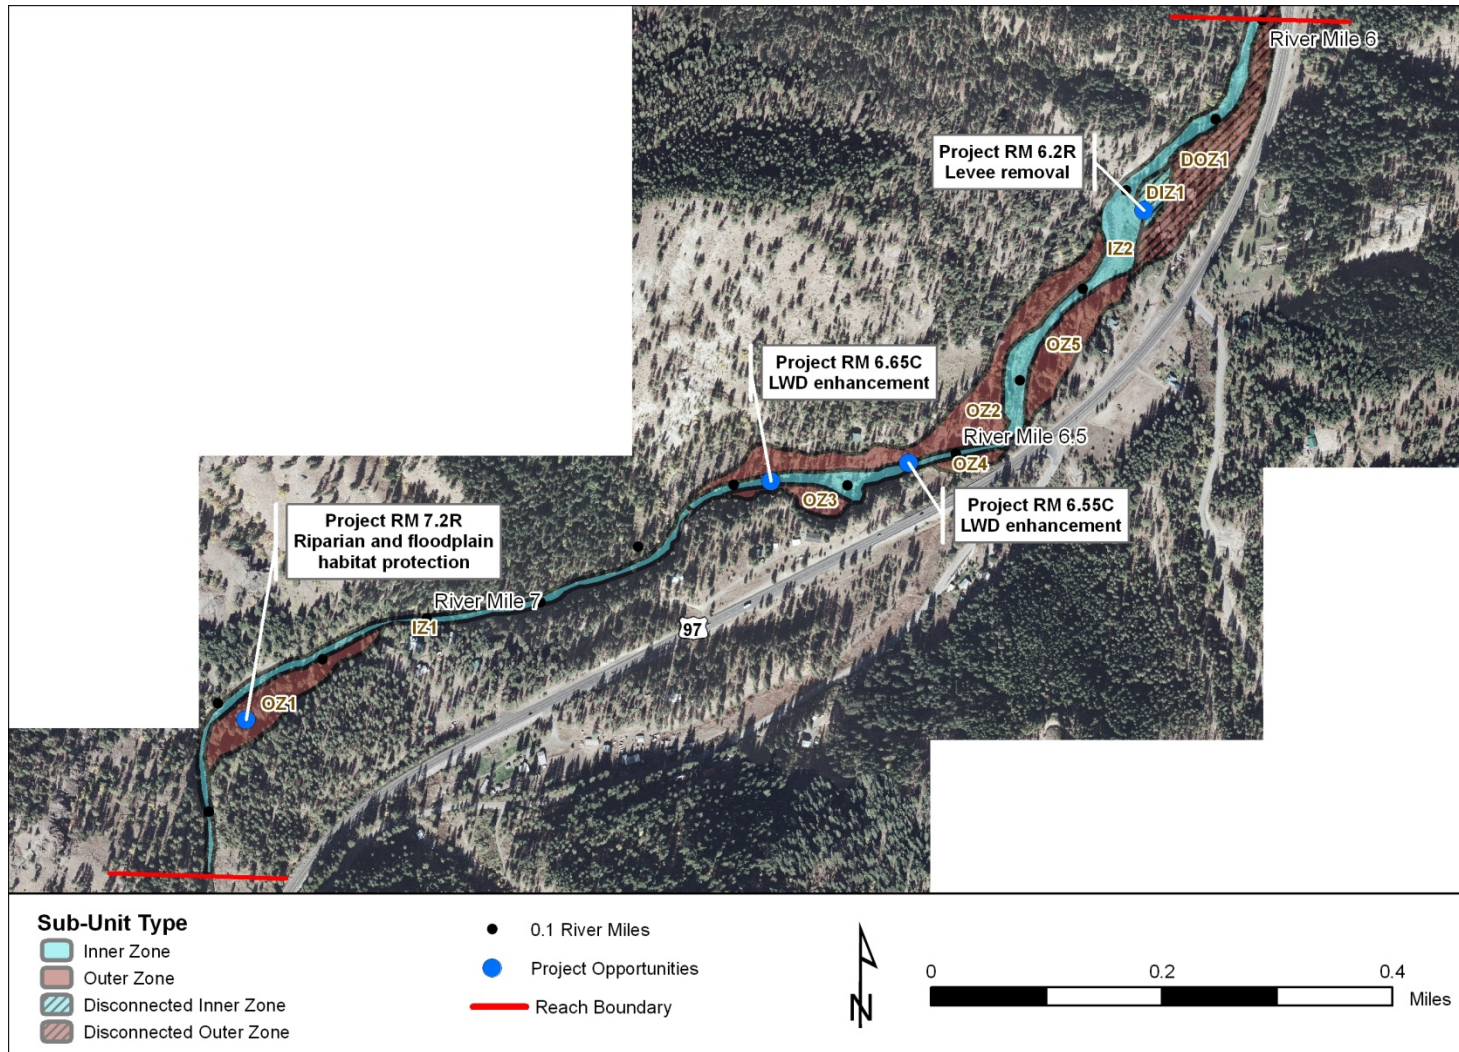 River Mile 6
Project RM 6.2R
Levee removal
DOZ1
DIZ1
IZ2
OZ5
Project RM 6.65C
LWD enhancement
OZ2
River Mile 6.5
OZ4
OZ3
Project RM 6.55C
LWD enhancement
Project RM 7.2R
Riparian and floodplain
habitat protection
River Mile 7
IZ1
97
OZ1
Sub-Unit Type
Inner Zone
Outer Zone
Disconnected Inner Zone
Disconnected Outer Zone
0.1 River Miles
Project Opportunities
Reach Boundary
N
0 0.2 0.4
Miles